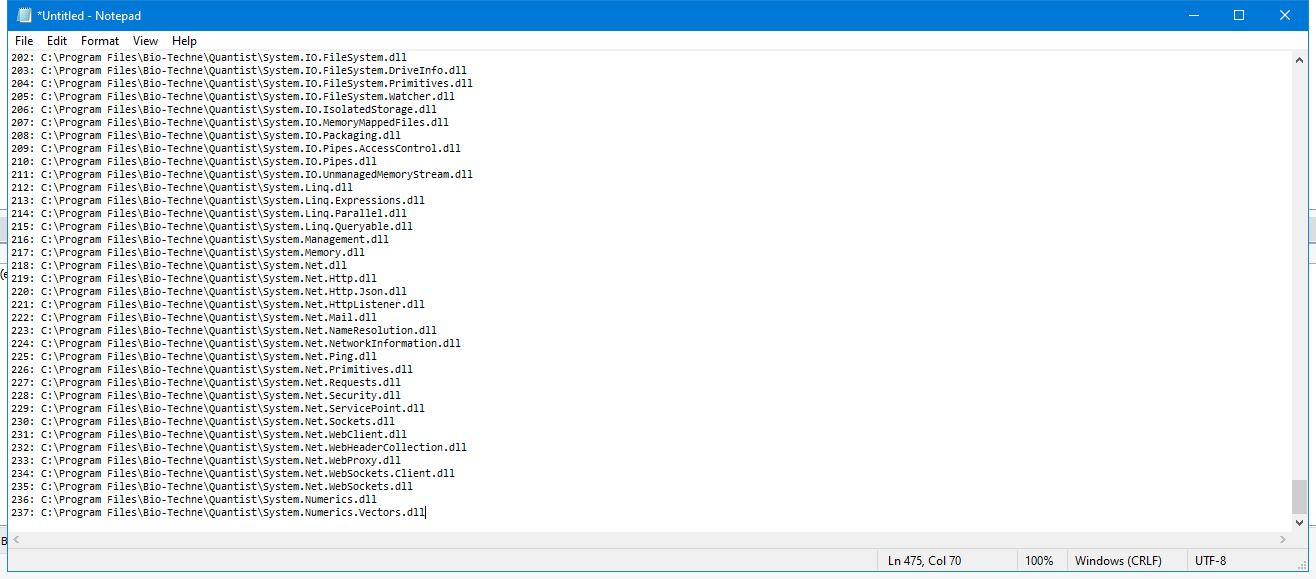 *Untitled - Notepad
File Edit Format View Help
202: C:\Program Files\Bio-Techne\Quantist\System.IO.FileSystem.dll
203: C:\Program Files\Bio-Techne\Quantist\System.IO.FileSystem.DriveInfo.dll
204: C:\Program Files\Bio-Techne\Quantist\System.IO.FileSystem.Primitives.dll
205: C:\Program Files\Bio-Techne\Quantist\System.IO.FileSystem.Watcher.dll
206: C:\Program Files\Bio-Techne\Quantist\System.IO.IsolatedStorage.dll
207: C:\Program Files\Bio-Techne\Quantist\System.IO.MemoryMappedFiles.dll
208: C:\Program Files\Bio-Techne\Quantist\System.IO.Packaging.dll
209: C:\Program Files\Bio-Techne\Quantist\System.IO.Pipes.AccessControl.dll
210: C:\Program Files\Bio-Techne\Quantist\System.IO.Pipes.dll
211: C:\Program Files\Bio-Techne\Quantist\System.IO.UnmanagedMemoryStream.dll
212: C:\Program Files\Bio-Techne\Quantist\System.Linq.dll
213: C:\Program Files\Bio-Techne\Quantist\System.Linq.Expressions.dll
214: C:\Program Files\Bio-Techne\Quantist\System.Linq.Parallel.dll
215: C:\Program Files\Bio-Techne\Quantist\System.Linq.Queryable.dll
216: C:\Program Files\Bio-Techne\Quantist\System.Management.dll
217: C:\Program Files\Bio-Techne\Quantist\System.Memory.dll
218: C:\Program Files\Bio-Techne\Quantist\System.Net.dll
219: C:\Program Files\Bio-Techne\Quantist\System.Net.Http.dll
220: C:\Program Files\Bio-Techne\Quantist\System.Net.Http.Json.dll
221: C:\Program Files\Bio-Techne\Quantist\System.Net.HttpListener.dll
222: C:\Program Files\Bio-Techne\Quantist\System.Net.Mail.dll
223: C:\Program Files\Bio-Techne\Quantist\System.Net.NameResolution.dll
224: C:\Program Files\Bio-Techne\Quantist\System.Net.NetworkInformation.dll
225: C:\Program Files\Bio-Techne\Quantist\System.Net.Ping.dll
226: C:\Program Files\Bio-Techne\Quantist\System.Net.Primitives.dll
227: C:\Program Files\Bio-Techne\Quantist\System.Net.Requests.dll
228: C:\Program Files\Bio-Techne\Quantist\System.Net.Security.dll
229: C:\Program Files\Bio-Techne\Quantist\System.Net.ServicePoint.dll
230: C:\Program Files\Bio-Techne\Quantist\System.Net.Sockets.dll
231: C:\Program Files\Bio-Techne\Quantist\System.Net.WebClient.dll
232: C:\Program Files\Bio-Techne\Quantist\System.Net.WebHeaderCollection.dll
233: C:\Program Files\Bio-Techne\Quantist\System.Net.WebProxy.dll
234: C:\Program Files\Bio-Techne\Quantist\System.Net.WebSockets.Client.dll
235: C:\Program Files\Bio-Techne\Quantist\System.Net.WebSockets.dll
236: C:\Program Files\Bio-Techne\Quantist\System.Numerics.dll
237: C:\Program Files\Bio-Techne\Quantist\System.Numerics.Vectors.dll
Ln 475, Col 70 100% Windows (CRLF) UTF-8